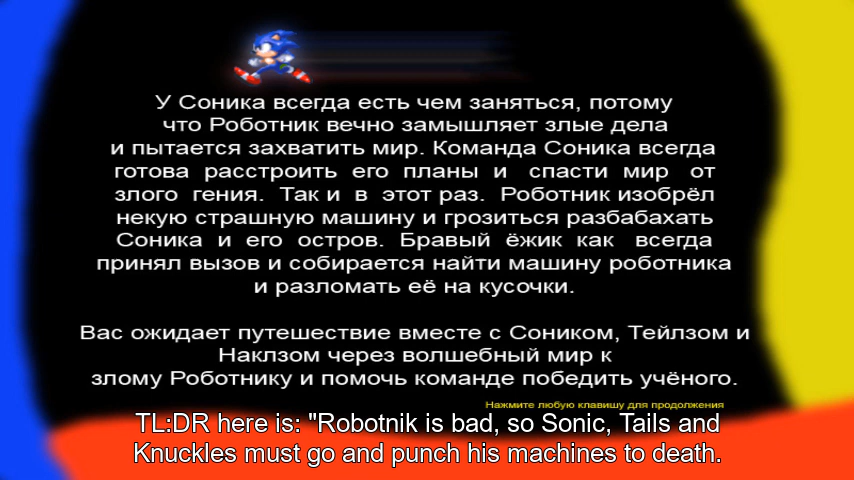 У Соника всегда есть чем заняться, потому
что Роботник вечно замышляет злые дела
и пытается захватить мир. Команда Соника всегда
готова расстроить его планы и спасти мир от
злого гения. Так и в этот раз. Роботник изобрёл
некую страшную машину и грозиться разбабахать
Соника и его остров. Бравый ёжик как всегда
принял вызов и собирается найти машину роботника
и разломать её на кусочки.
Вас ожидает путешествие вместе с Соником, Тейлзом и
Наклзом через волшебный мир к
злому Роботнику и помочь команде победить учёного.
Нажмите любую клавишу для продолжения
TL:DR here is: "Robotnik is bad, so Sonic, Tails and
Knuckles must go and punch his machines to death.